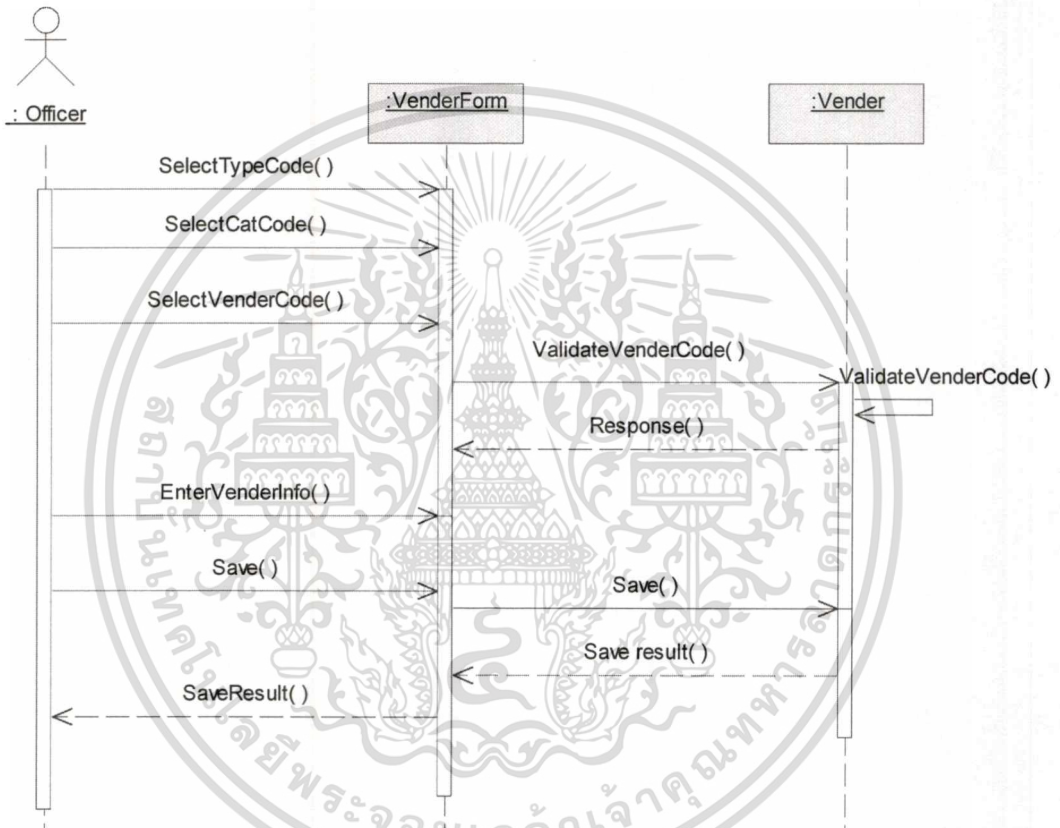 : Officer
:VenderForm
:Vender
SelectTypeCode( )
SelectCatCode( )
SelectVenderCode( )
ValidateVenderCode( )
ValidateVenderCode( )
Response( )
EnterVenderInfo( )
Save( )
Save( )
Save result( )
SaveResult( )